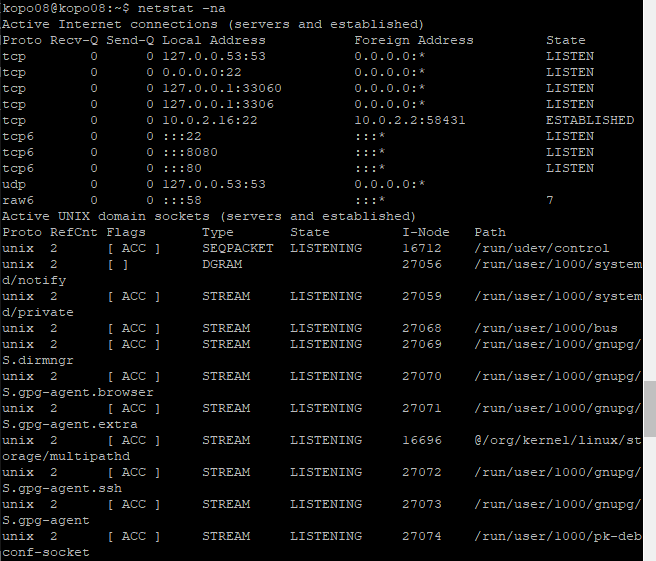 kopo08@kopo08:~$ netstat -na
Active Internet connections (servers and established)
Proto Recv-Q Send-Q Local Address           Foreign Address         State
tcp        0      0 127.0.0.53:53           0.0.0.0:*               LISTEN
tcp        0      0 0.0.0.0:22              0.0.0.0:*               LISTEN
tcp        0      0 127.0.0.1:33060         0.0.0.0:*               LISTEN
tcp        0      0 127.0.0.1:3306          0.0.0.0:*               LISTEN
tcp        0      0 10.0.2.16:22            10.0.2.2:58431          ESTABLISHED
tcp6       0      0 :::22                   :::*                    LISTEN
tcp6       0      0 :::8080                 :::*                    LISTEN
tcp6       0      0 :::80                   :::*                    LISTEN
udp        0      0 127.0.0.53:53           0.0.0.0:*
raw6       0      0 :::58                   :::*                    7
Active UNIX domain sockets (servers and established)
Proto RefCnt Flags       Type       State         I-Node   Path
unix  2      [ ACC ]     SEQPACKET  LISTENING     16712    /run/udev/control
unix  2      [ ]         DGRAM                    27056    /run/user/1000/system
d/notify
unix  2      [ ACC ]     STREAM     LISTENING     27059    /run/user/1000/system
d/private
unix  2      [ ACC ]     STREAM     LISTENING     27068    /run/user/1000/bus
unix  2      [ ACC ]     STREAM     LISTENING     27069    /run/user/1000/gnupg/
S.dirmngr
unix  2      [ ACC ]     STREAM     LISTENING     27070    /run/user/1000/gnupg/
S.gpg-agent.browser
unix  2      [ ACC ]     STREAM     LISTENING     27071    /run/user/1000/gnupg/
S.gpg-agent.extra
unix  2      [ ACC ]     STREAM     LISTENING     16696    @/org/kernel/linux/st
orage/multipathd
unix  2      [ ACC ]     STREAM     LISTENING     27072    /run/user/1000/gnupg/
S.gpg-agent.ssh
unix  2      [ ACC ]     STREAM     LISTENING     27073    /run/user/1000/gnupg/
S.gpg-agent
unix  2      [ ACC ]     STREAM     LISTENING     27074    /run/user/1000/pk-deb
conf-socket